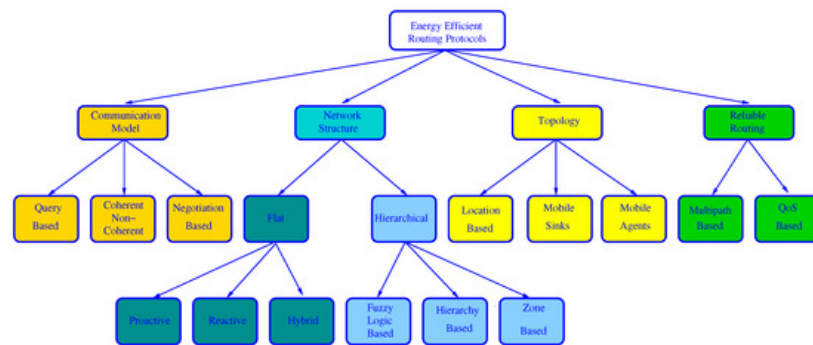 Energy Efficient
Routing Protocols
Communication
Model
Network
Structure
Topology
Reliable
Routing
Query
Based
Coherent
Non-
Coherent
Negotiation
Based
Flat
Hierarchical
Location
Based
Mobile
Sinks
Mobile
Agents
Multipath
Based
QoS
Based
Proactive
Reactive
Hybrid
Fuzzy
Logic
Based
Hierarchy
Based
Zone
Based